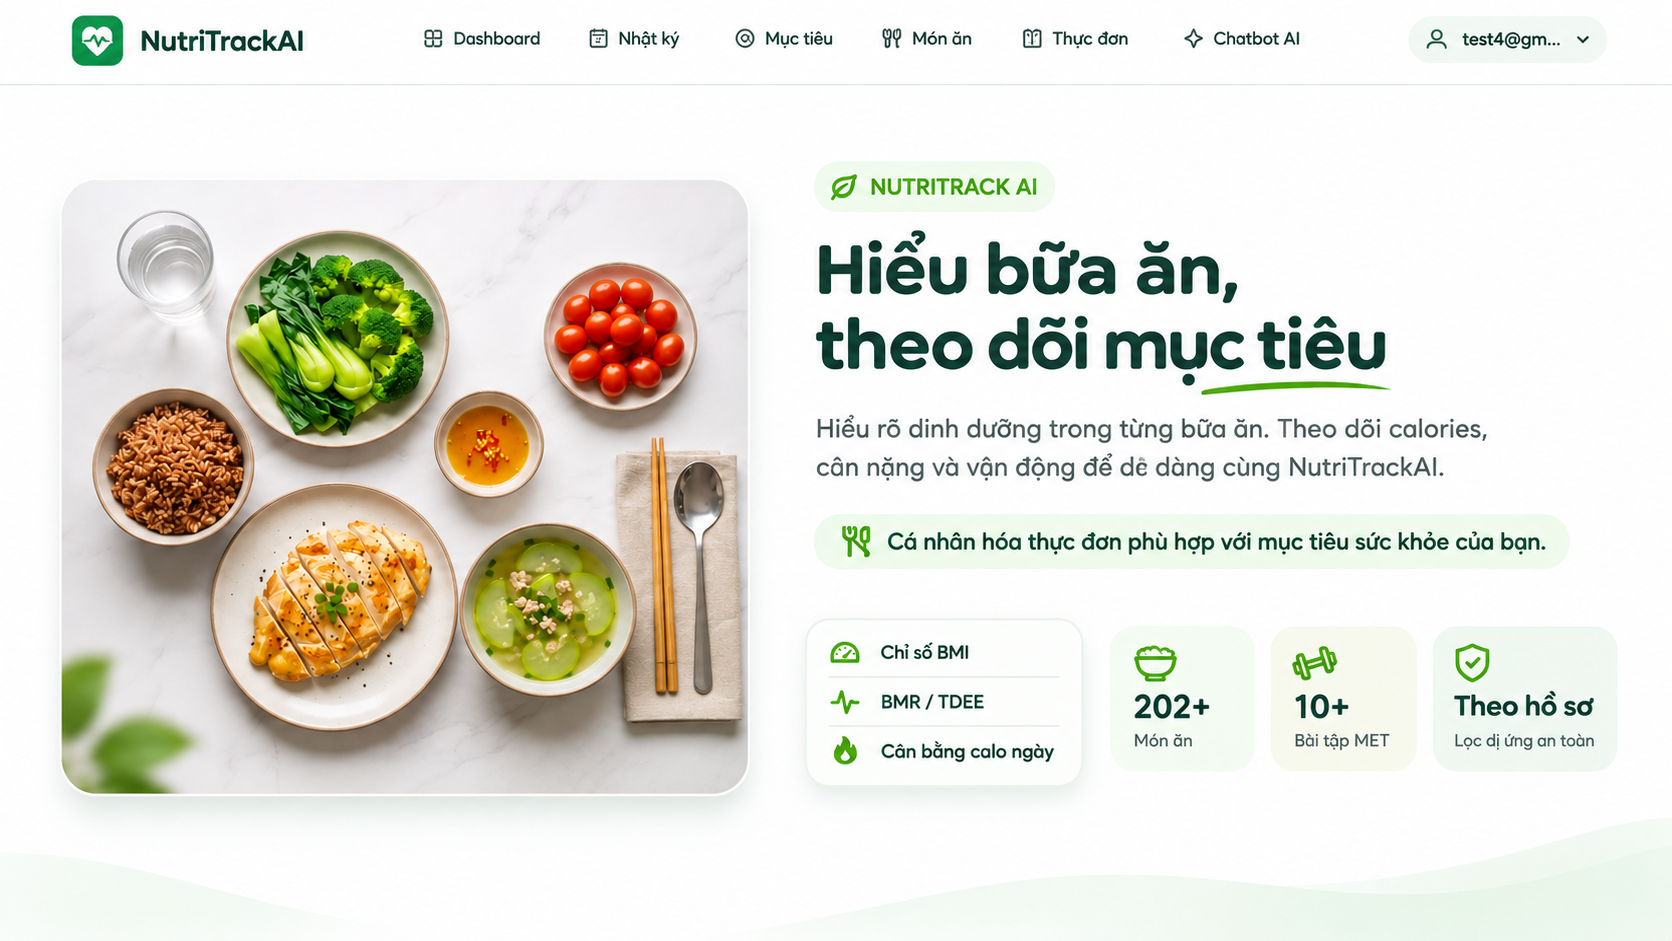 NutriTrackAI
Dashboard
Nhật ký
Mục tiêu
Món ăn
Thực đơn
Chatbot AI
test4@gm...
NUTRITRACK AI
Hiểu bữa ăn,
theo dõi mục tiêu
Hiểu rõ dinh dưỡng trong từng bữa ăn. Theo dõi calories,
cân nặng và vận động để dễ dàng cùng NutriTrackAI.
Cá nhân hóa thực đơn phù hợp với mục tiêu sức khỏe của bạn.
Chỉ số BMI
BMR / TDEE
Cân bằng calo ngày
202+
Món ăn
10+
Bài tập MET
Theo hồ sơ
Lọc dị ứng an toàn